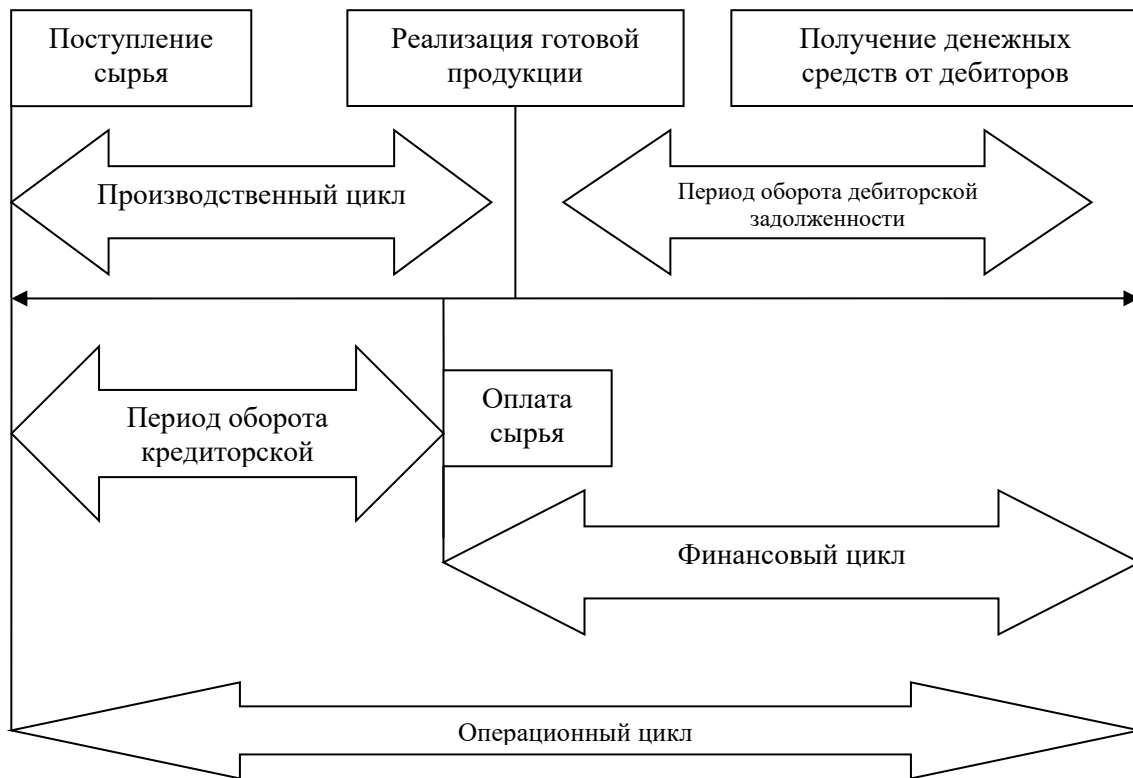 Поступление
сырья
Реализация готовой
продукции
Получение денежных
средств от дебиторов
Производственный цикл
Период оборота дебиторской
задолженности
Период оборота
кредиторской
Оплата
сырья
Финансовый цикл
Операционный цикл